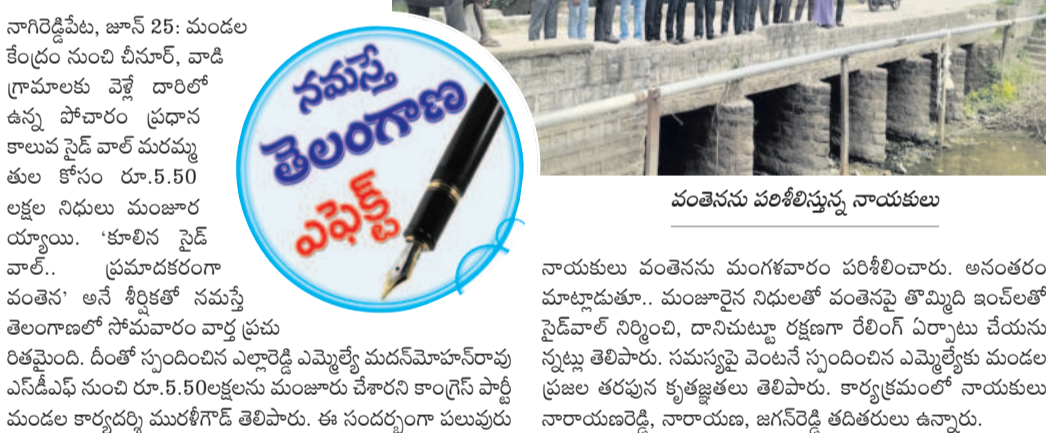 నాగిరెడ్డిపేట, జూన్ 25: మండల
కేంద్రం నుంచి చీనూర్, వాడి
గ్రామాలకు వెళ్లే దారిలో
ఉన్న పోచారం ప్రధాన
కాలువ సైడ్ వాల్ మరమ్మ
తుల కోసం రూ.5.50
లక్షల నిధులు మంజూర
య్యాయి. ‘కూలిన సైడ్
వాల్.. ప్రమాదకరంగా
వంతెన’ అనే శీర్షికతో నమస్తే
తెలంగాణలో సోమవారం వార్త ప్రచు
రితమైంది. దీంతో స్పందించిన ఎల్లారెడ్డి ఎమ్మెల్యే మదన్‌మోహన్‌రావు
ఎస్‌డీఎఫ్ నుంచి రూ.5.50లక్షలను మంజూరు చేశారని కాంగ్రెస్ పార్టీ
మండల కార్యదర్శి మురళీగౌడ్ తెలిపారు. ఈ సందర్భంగా పలువురు
నమస్తే
తెలంగాణ
ఎఫెక్ట్
వంతెనను పరిశీలిస్తున్న నాయకులు
నాయకులు వంతెనను మంగళవారం పరిశీలించారు. అనంతరం
మాట్లాడుతూ.. మంజూరైన నిధులతో వంతెనపై తొమ్మిది ఇంచ్‌లతో
సైడ్‌వాల్ నిర్మించి, దానిచుట్టూ రక్షణగా రేలింగ్ ఏర్పాటు చేయను
న్నట్లు తెలిపారు. సమస్యపై వెంటనే స్పందించిన ఎమ్మెల్యేకు మండల
ప్రజల తరపున కృతజ్ఞతలు తెలిపారు. కార్యక్రమంలో నాయకులు
నారాయణరెడ్డి, నారాయణ, జగన్‌రెడ్డి తదితరులు ఉన్నారు.